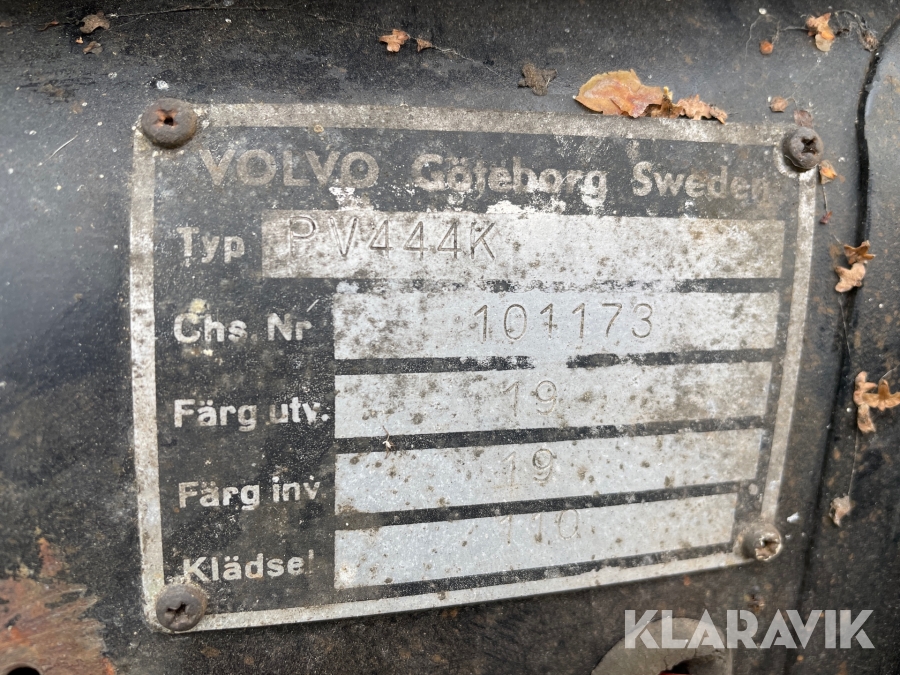 VOLVO Göteborg Sweden
Typ PV444K
Chs. Nr 101173
Färg utv. 19
Färg inv. 19
Klädsel 110
KLARAVIK